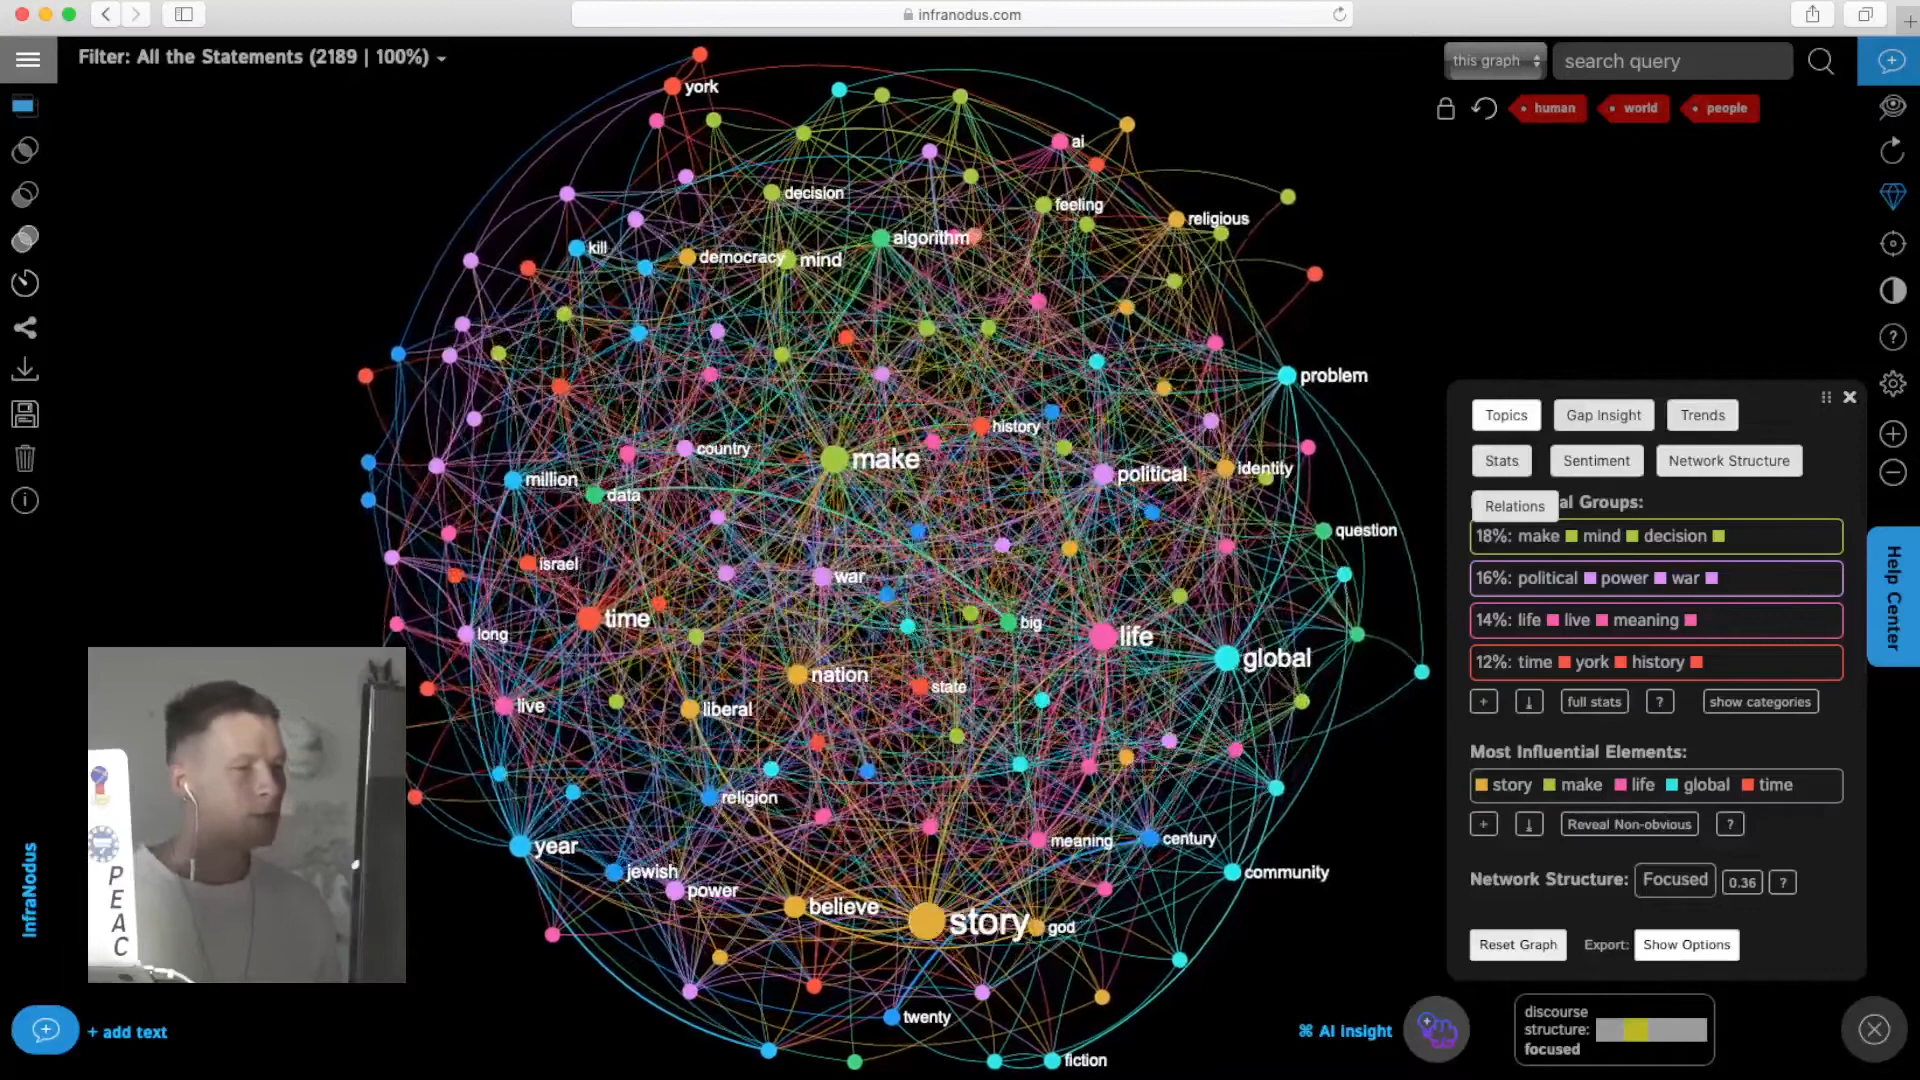 infranodus.com
Filter: All the Statements (2189 | 100%)
this graph
search query
human
world
people
york
ai
decision
feeling
religious
algorithm
kill
democracy
mind
problem
history
country
make
political
identity
million
data
question
israel
war
time
big
long
life
global
nation
state
live
liberal
religion
year
meaning
century
jewish
community
power
believe
story
god
twenty
fiction
Topics
Gap Insight
Trends
Stats
Sentiment
Network Structure
Relations
al Groups:
18%: make mind decision
16%: political power war
14%: life live meaning
12%: time york history
+
full stats
?
show categories
Most Influential Elements:
story make life global time
+
Reveal Non-obvious
?
Network Structure: Focused 0.36 ?
Reset Graph
Export:
Show Options
Help Center
InfraNodus
PEAC
+ add text
⌘ AI insight
discourse
structure:
focused